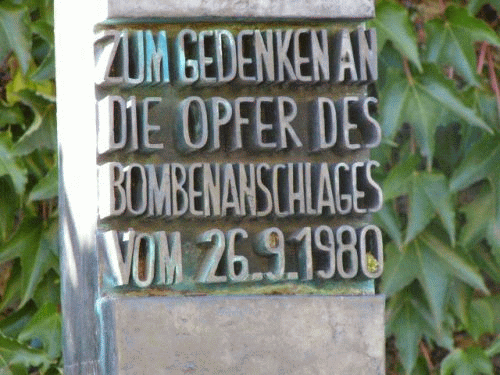 ZUM GEDENKEN AN
DIE OPFER DES
BOMBENANSCHLAGES
VOM 26.9.1980